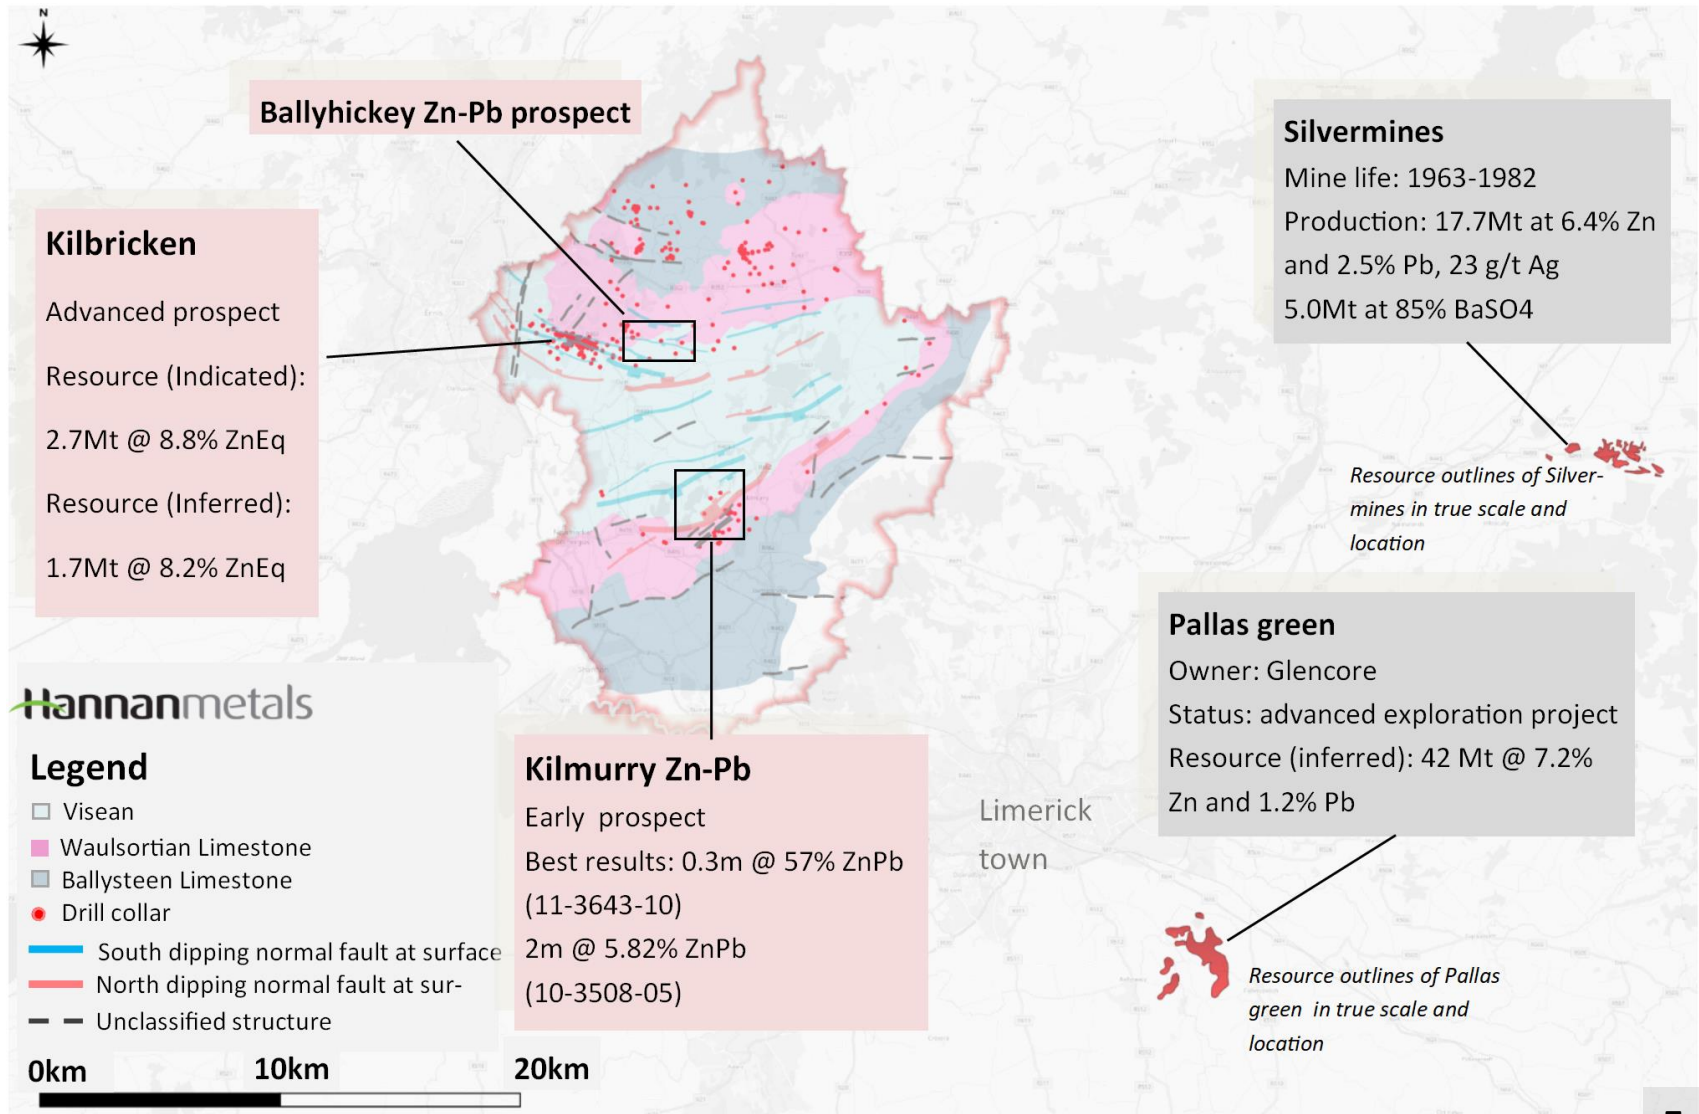 N
Ballyhickey Zn-Pb prospect
Kilbricken
Advanced prospect
Resource (Indicated):
2.7Mt @ 8.8% ZnEq
Resource (Inferred):
1.7Mt @ 8.2% ZnEq
Silvermines
Mine life: 1963-1982
Production: 17.7Mt at 6.4% Zn
and 2.5% Pb, 23 g/t Ag
5.0Mt at 85% BaSO4
Resource outlines of Silver-
mines in true scale and
location
Pallas green
Owner: Glencore
Status: advanced exploration project
Resource (inferred): 42 Mt @ 7.2%
Zn and 1.2% Pb
Resource outlines of Pallas
green in true scale and
location
Limerick
town
Kilmurry Zn-Pb
Early prospect
Best results: 0.3m @ 57% ZnPb
(11-3643-10)
2m @ 5.82% ZnPb
(10-3508-05)
Hannanmetals
Legend
Visean
Waulsortian Limestone
Ballysteen Limestone
Drill collar
South dipping normal fault at surface
North dipping normal fault at sur-
Unclassified structure
0km 10km 20km